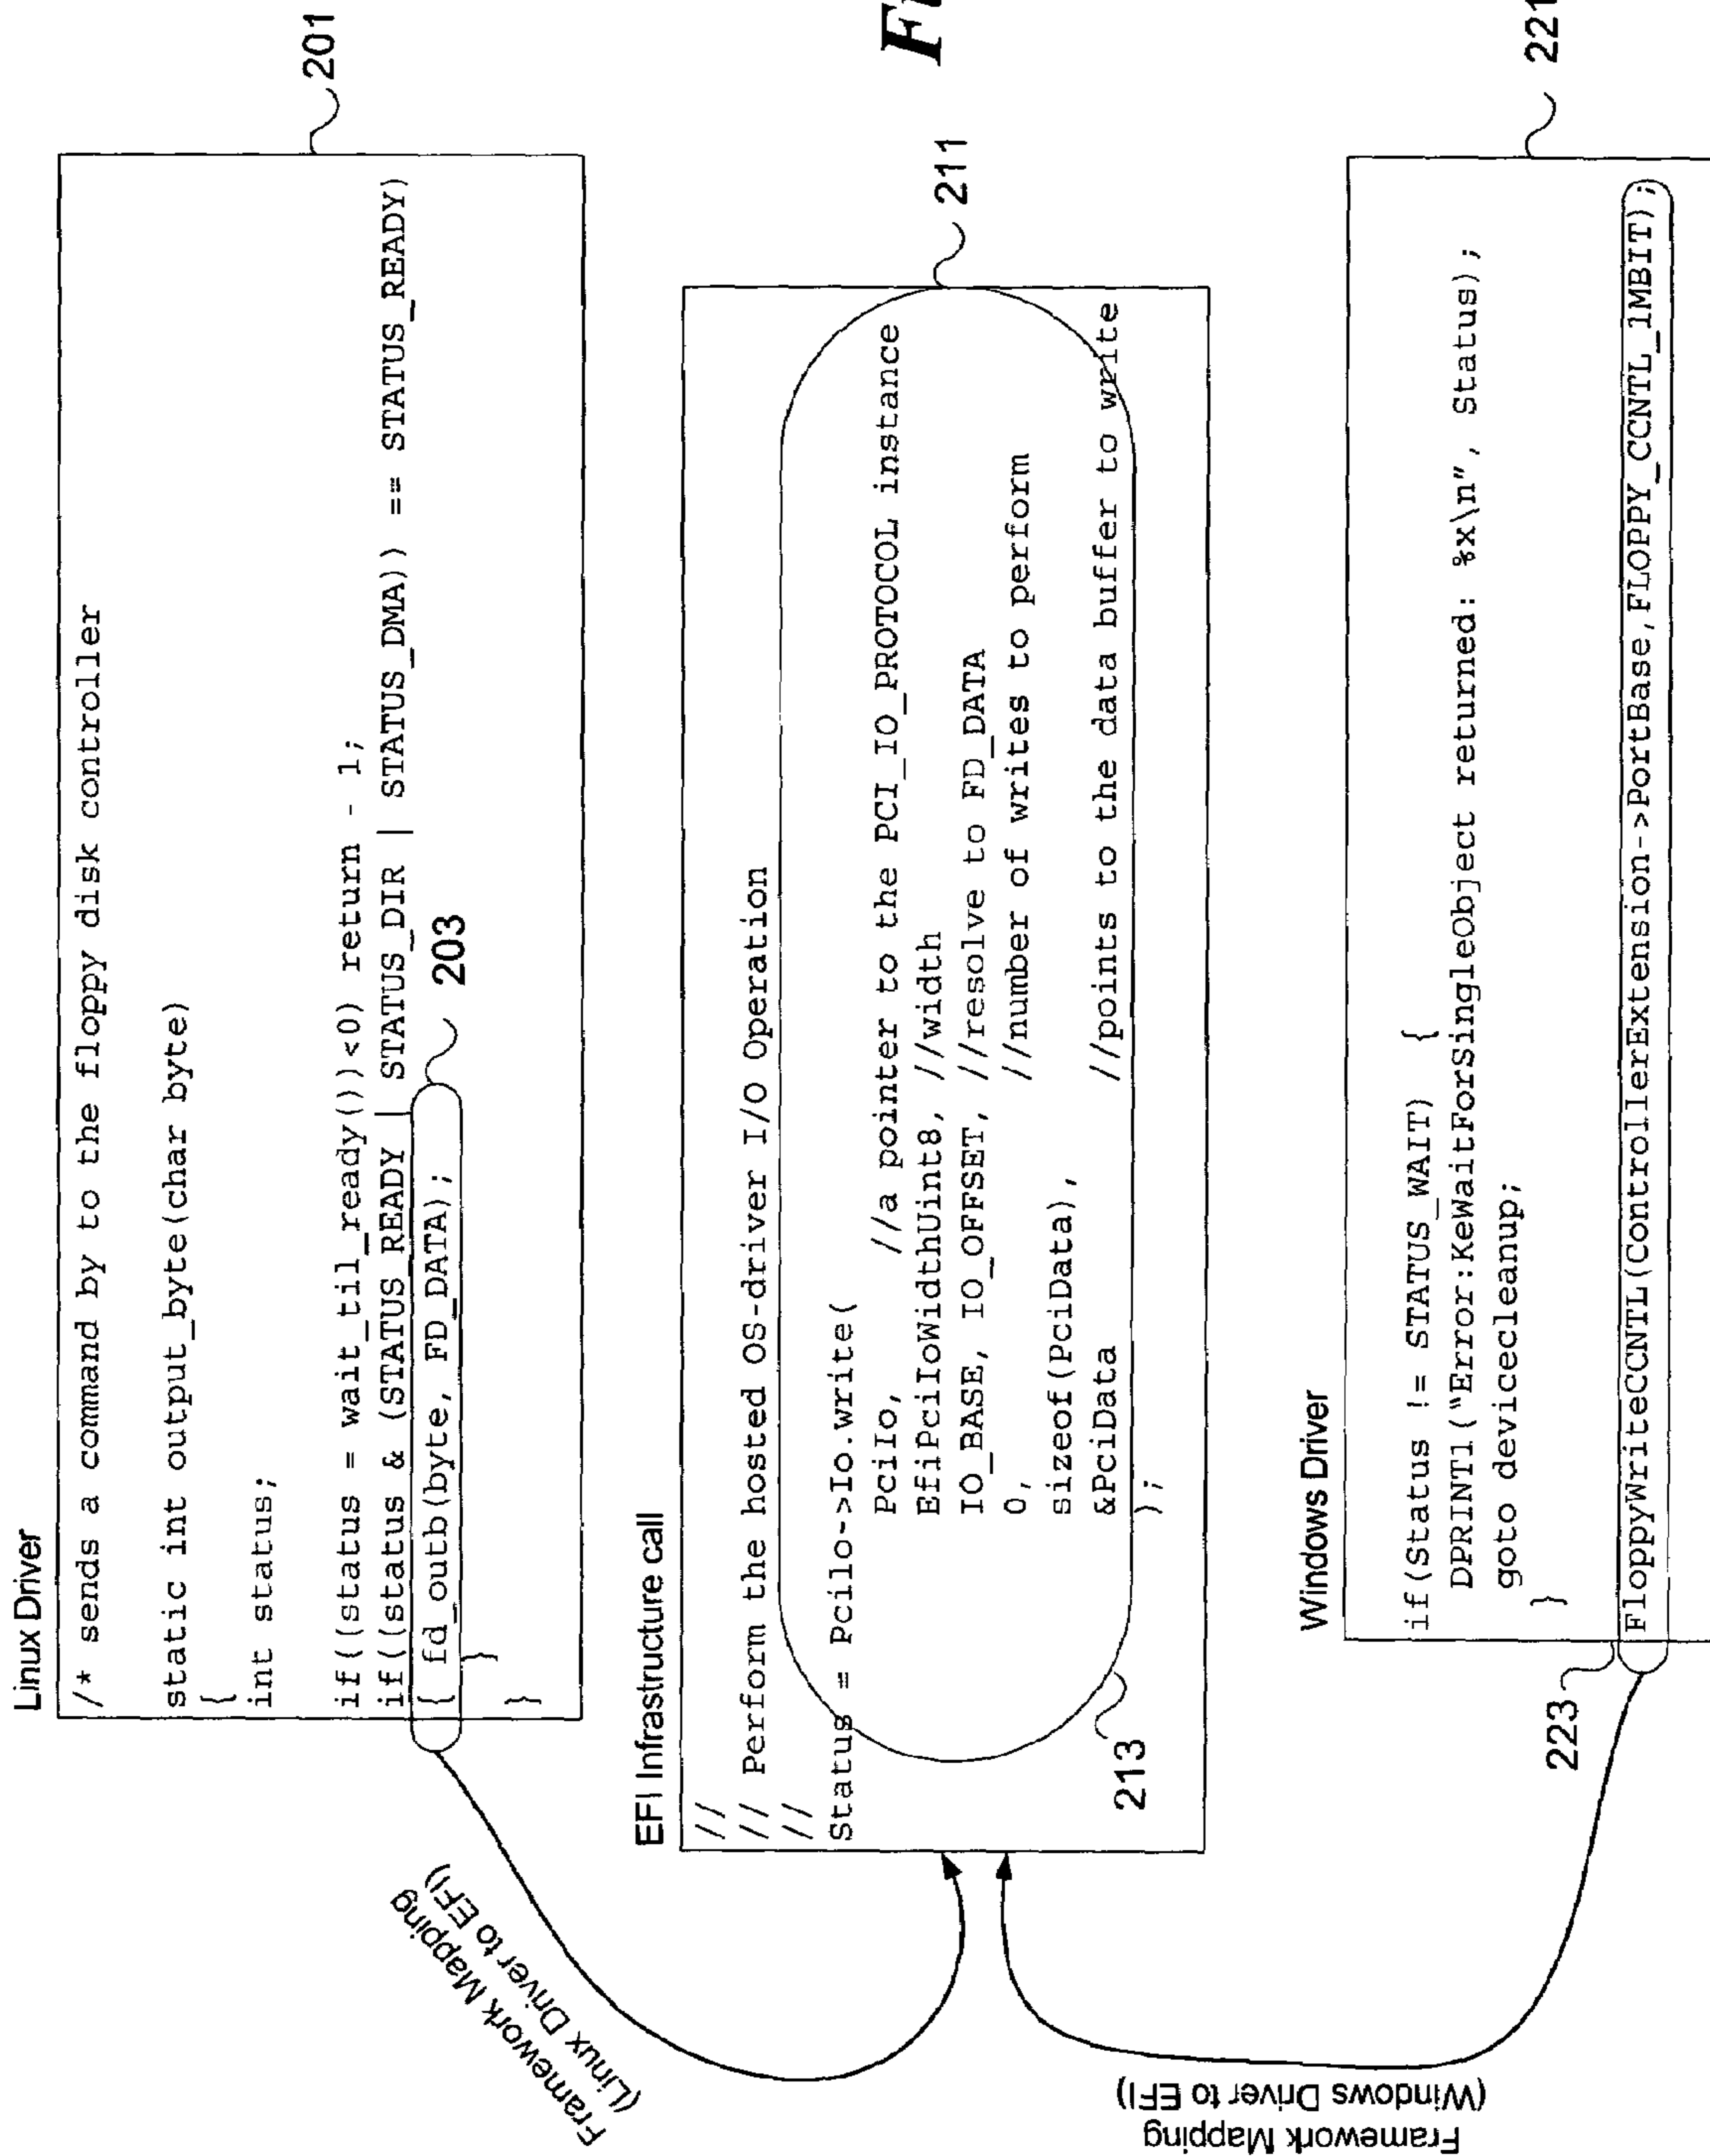 Linux Driver
/* sends a command by to the floppy disk controller
static int output_byte(char byte)
{
int status;
if((status = wait_til_ready())<0) return - 1;
if((status & (STATUS_READY | STATUS_DIR | STATUS_DMA)) == STATUS_READY)
{ fd_outb(byte, FD_DATA);
}
}
201
203
Framework Mapping
(Linux Driver to EFI)
EFI Infrastructure call
//
// Perform the hosted OS-driver I/O Operation
//
Status = PciIo->Io.write(
PciIo, //a pointer to the PCI_IO_PROTOCOL instance
EfiPciIoWidthUint8, //width
IO_BASE, IO_OFFSET, //resolve to FD_DATA
0, //number of writes to perform
sizeof(PciData),
&PciData //points to the data buffer to write
);
211
213
Framework Mapping
(Windows Driver to EFI)
Windows Driver
if(Status != STATUS_WAIT) {
DPRINT1("Error:KeWaitForSingleObject returned: %x\n", Status);
goto devicecleanup;
}
FloppyWriteCCNTL(ControllerExtension->PortBase,FLOPPY_CCNTL_1MBIT);
221
223